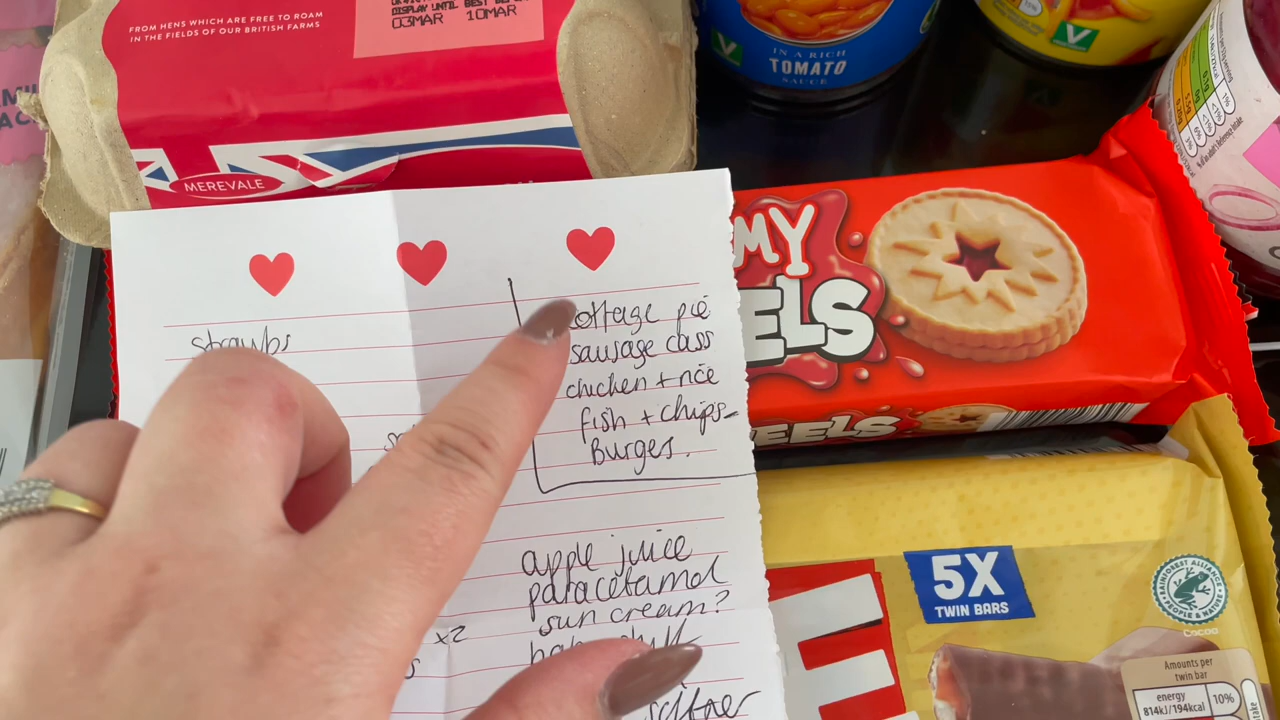 FROM HENS WHICH ARE FREE TO ROAM
IN THE FIELDS OF OUR BRITISH FARMS
DISPLAY UNTIL BEST
03MAR 10MAR
MEREVALE
V
IN A RICH
TOMATO
SAUCE
V
MY
ELS
EELS
strawbs
cottage pie
sausage cass
chicken + rice
fish + chips
Burges.
apple juice
paracetamol
sun cream?
x2
5X
TWIN BARS
RAINFOREST ALLIANCE
PEOPLE & NATURE
Cocoa
Amounts per
twin bar
energy
814kJ/194kcal
10%